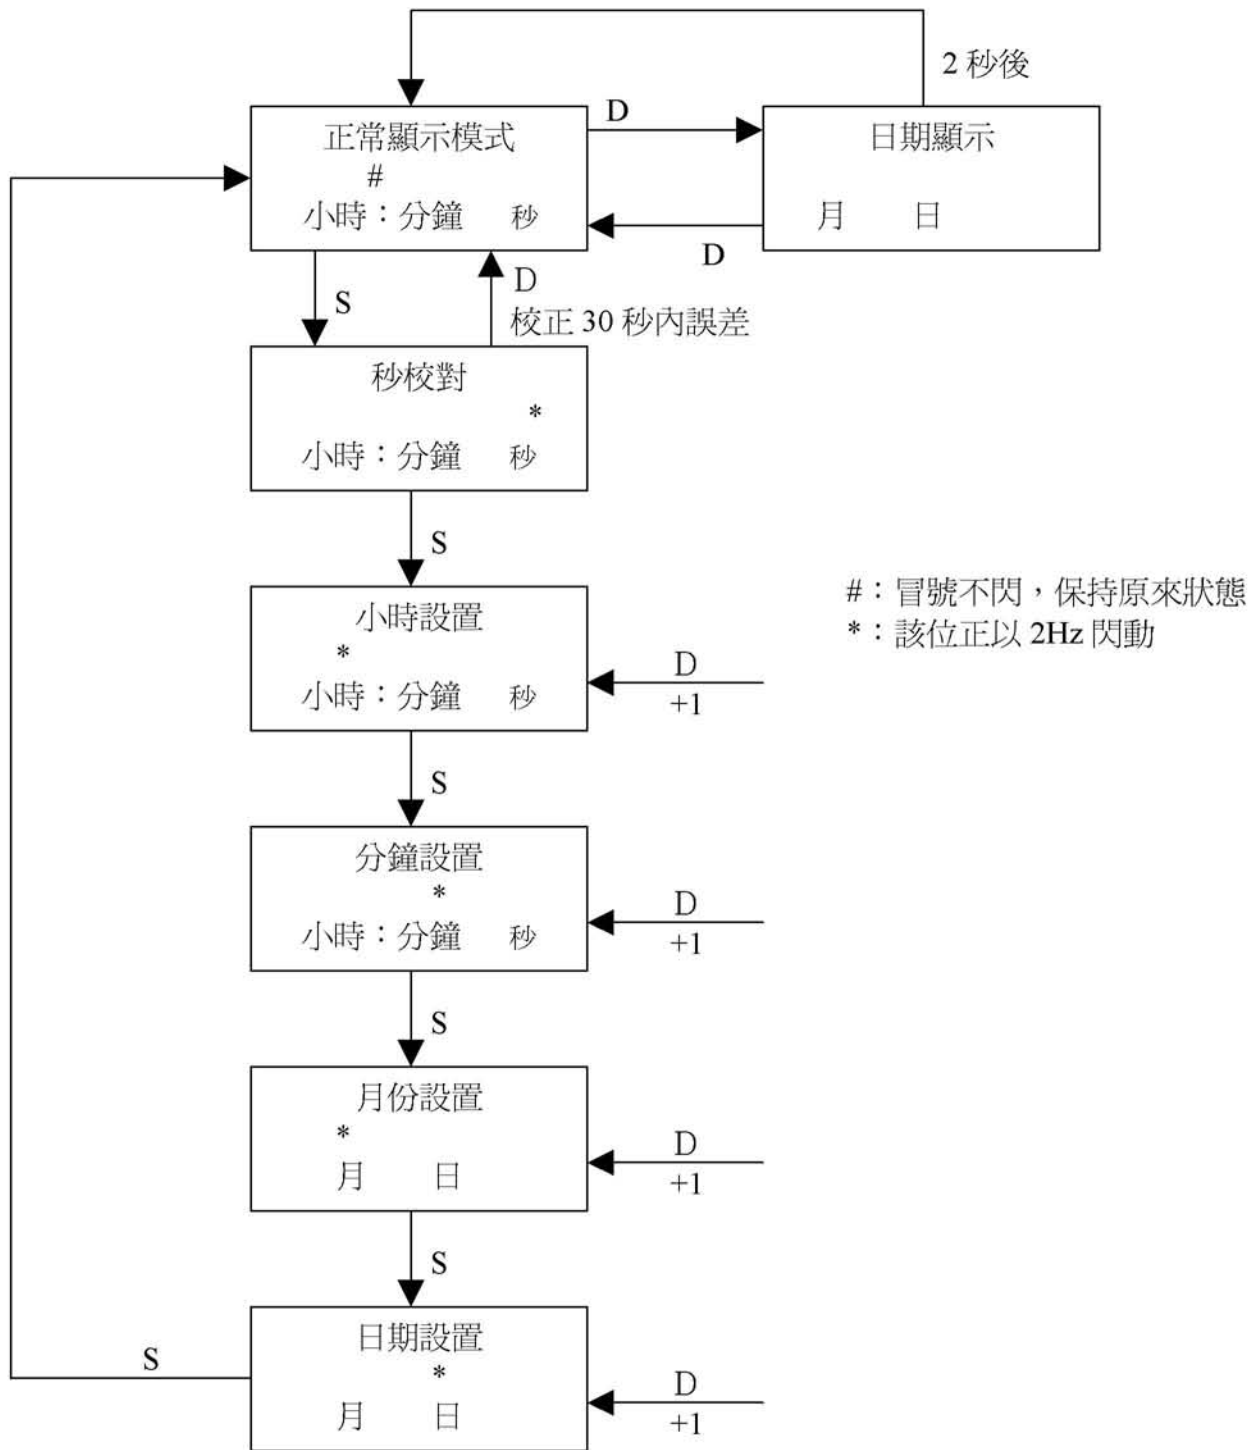 2 秒後
D
正常顯示模式
#
小時：分鐘 秒
日期顯示
月 日
D
S
D
校正 30 秒內誤差
秒校對
*
小時：分鐘 秒
S
小時設置
*
小時：分鐘 秒
D
+1
#：冒號不閃，保持原來狀態
*：該位正以 2Hz 閃動
S
分鐘設置
*
小時：分鐘 秒
D
+1
S
月份設置
*
月 日
D
+1
S
日期設置
*
月 日
D
+1
S